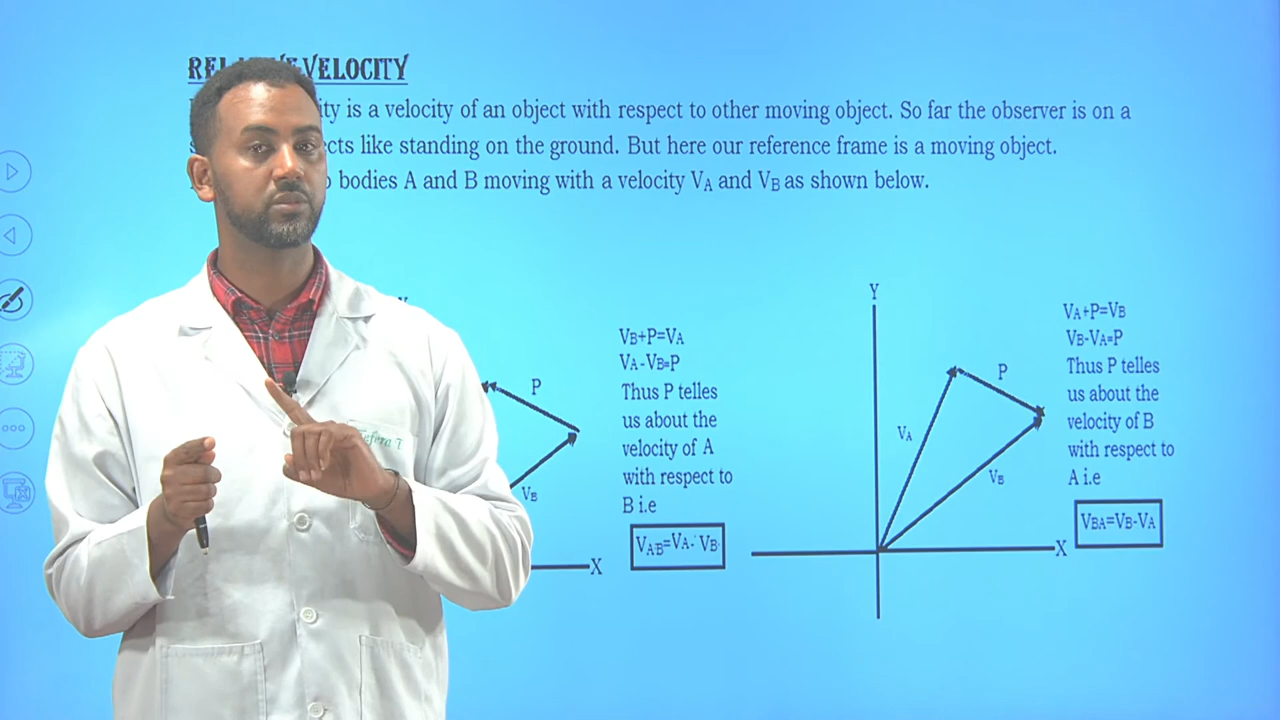 VELOCITY
is a velocity of an object with respect to other moving object. So far the observer is on a
like standing on the ground. But here our reference frame is a moving object.
bodies A and B moving with a velocity VA and VB as shown below.
P
VB
X
VB+P=VA
VA-VB=P
Thus P telles
us about the
velocity of A
with respect to
B i.e
VAB=VA-VB
Y
VA
P
VB
X
VA+P=VB
VB-VA=P
Thus P telles
us about the
velocity of B
with respect to
A i.e
VBA=VB-VA